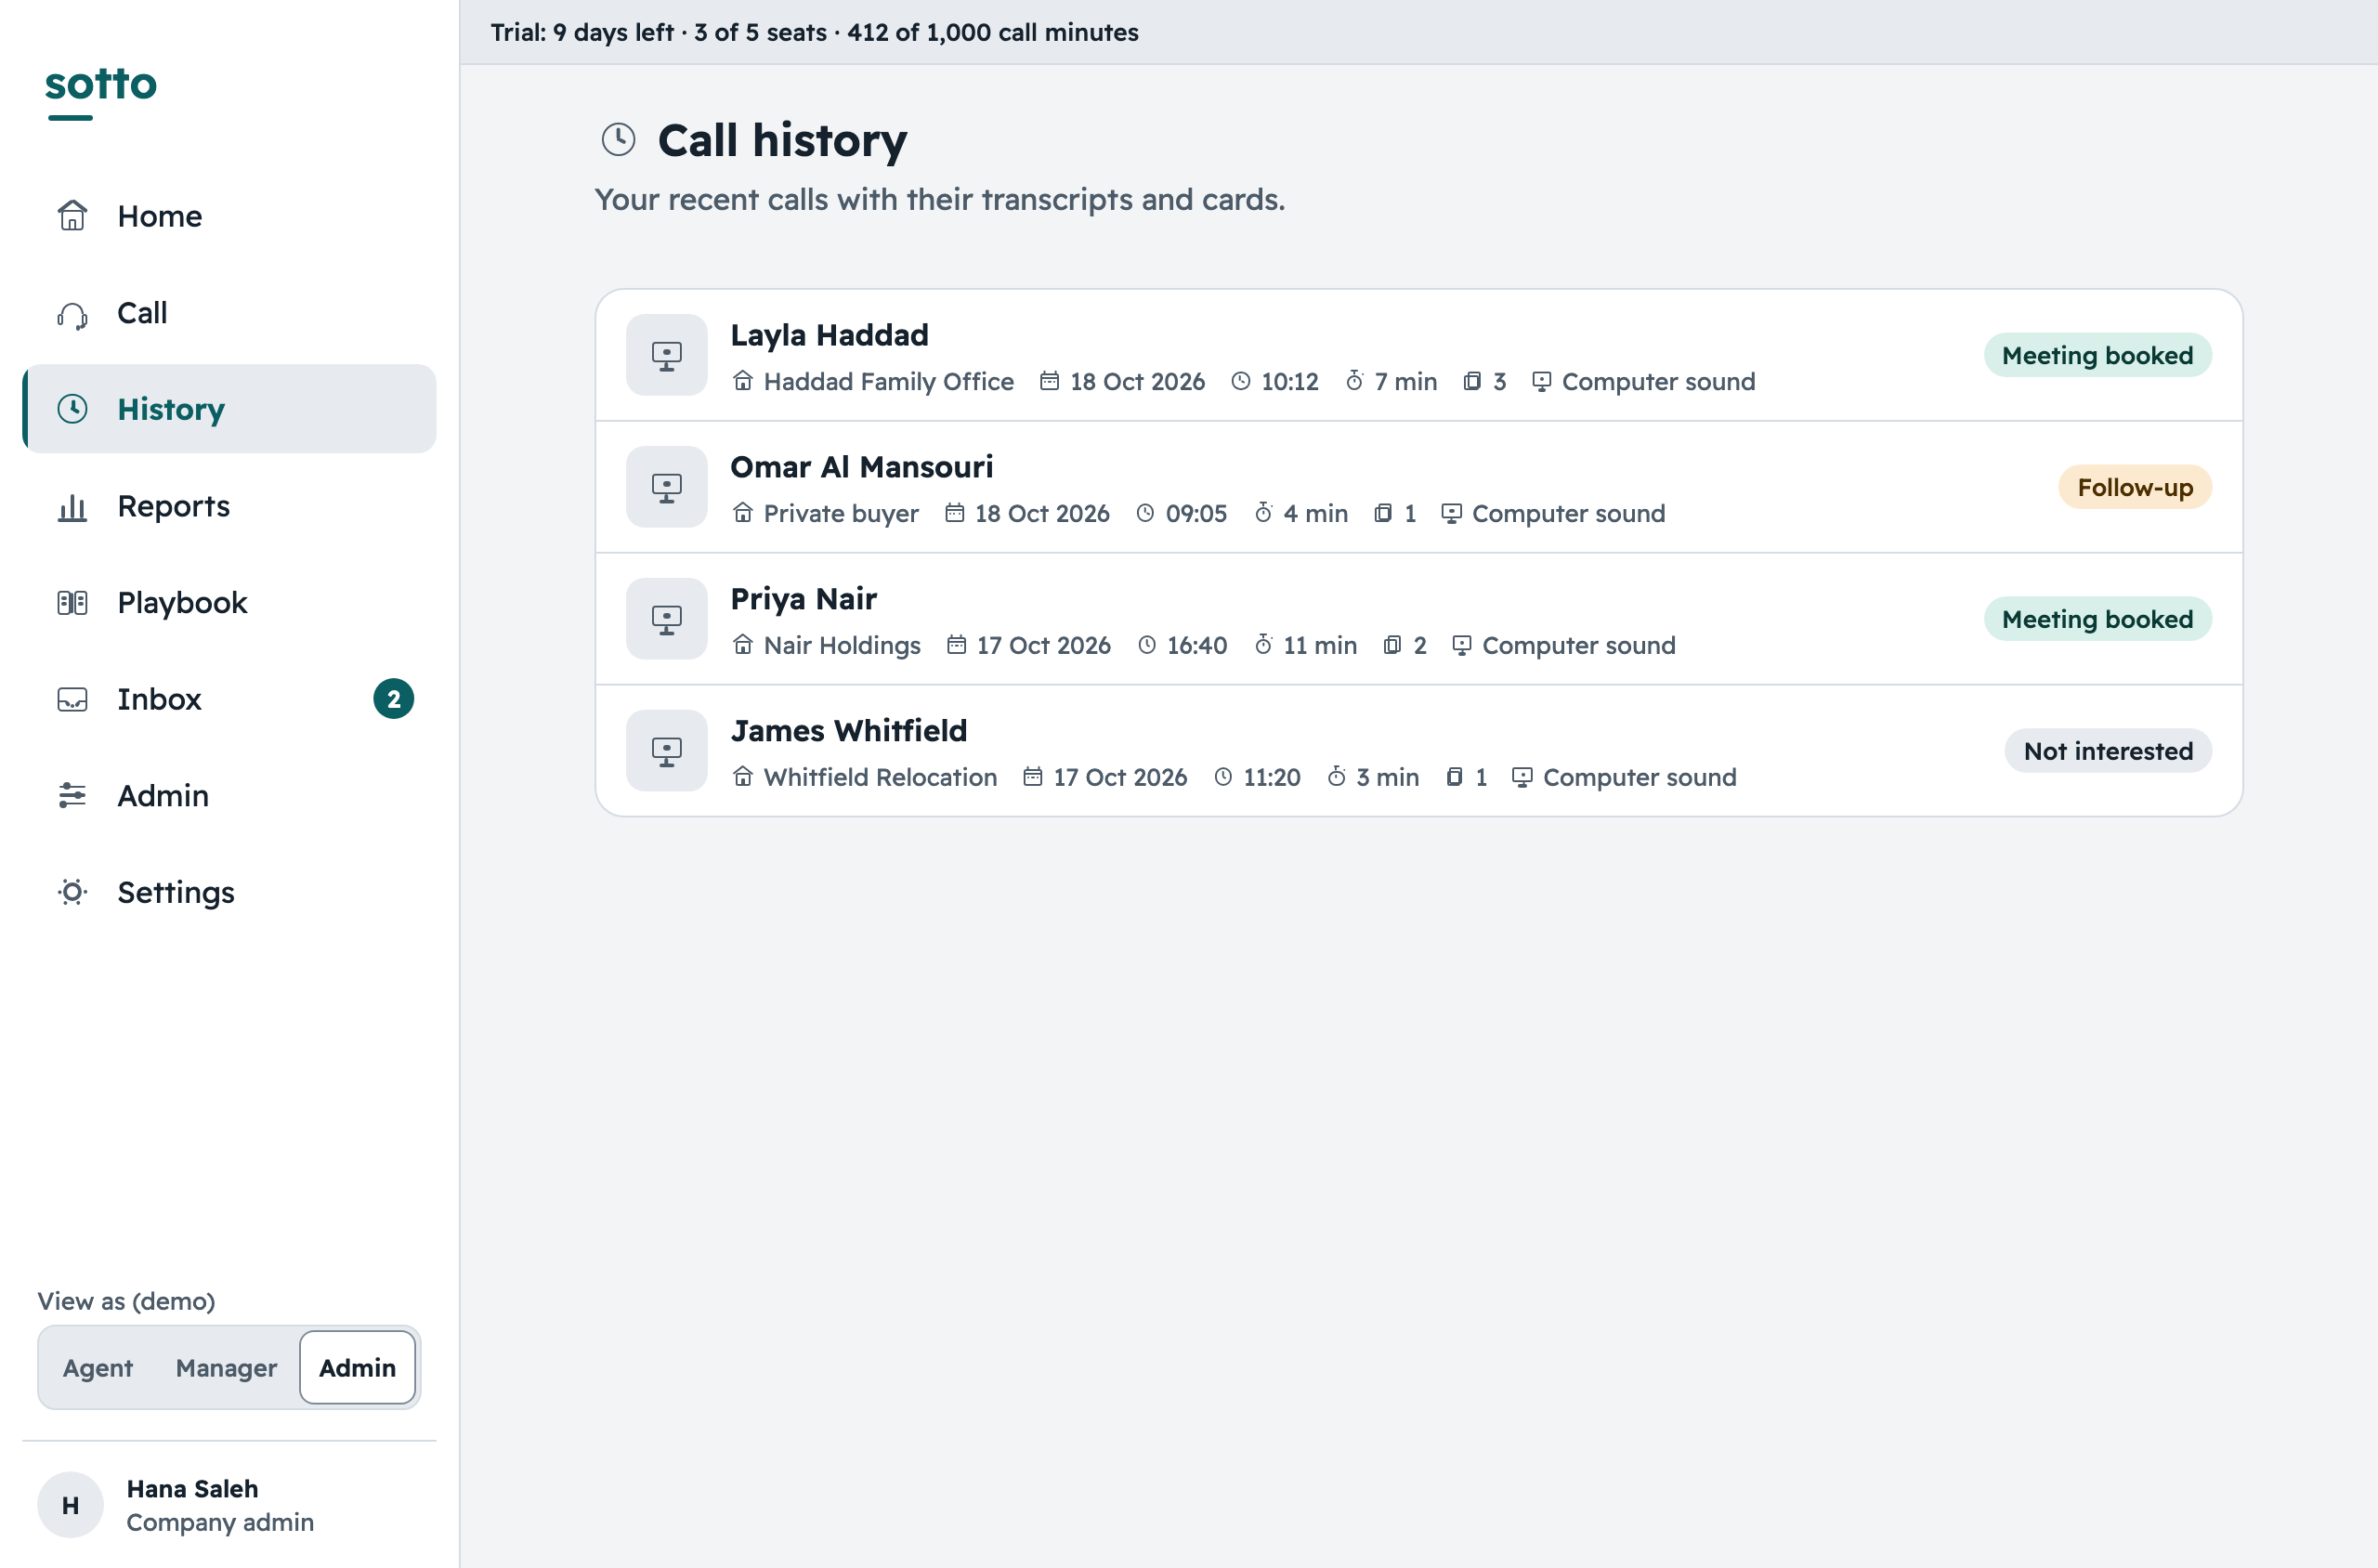 sotto
Home
Call
History
Reports
Playbook
Inbox 2
Admin
Settings
View as (demo)
Agent Manager Admin
H
Hana Saleh
Company admin
Trial: 9 days left · 3 of 5 seats · 412 of 1,000 call minutes
Call history
Your recent calls with their transcripts and cards.
Layla Haddad
Haddad Family Office 18 Oct 2026 10:12 7 min 3 Computer sound
Meeting booked
Omar Al Mansouri
Private buyer 18 Oct 2026 09:05 4 min 1 Computer sound
Follow-up
Priya Nair
Nair Holdings 17 Oct 2026 16:40 11 min 2 Computer sound
Meeting booked
James Whitfield
Whitfield Relocation 17 Oct 2026 11:20 3 min 1 Computer sound
Not interested